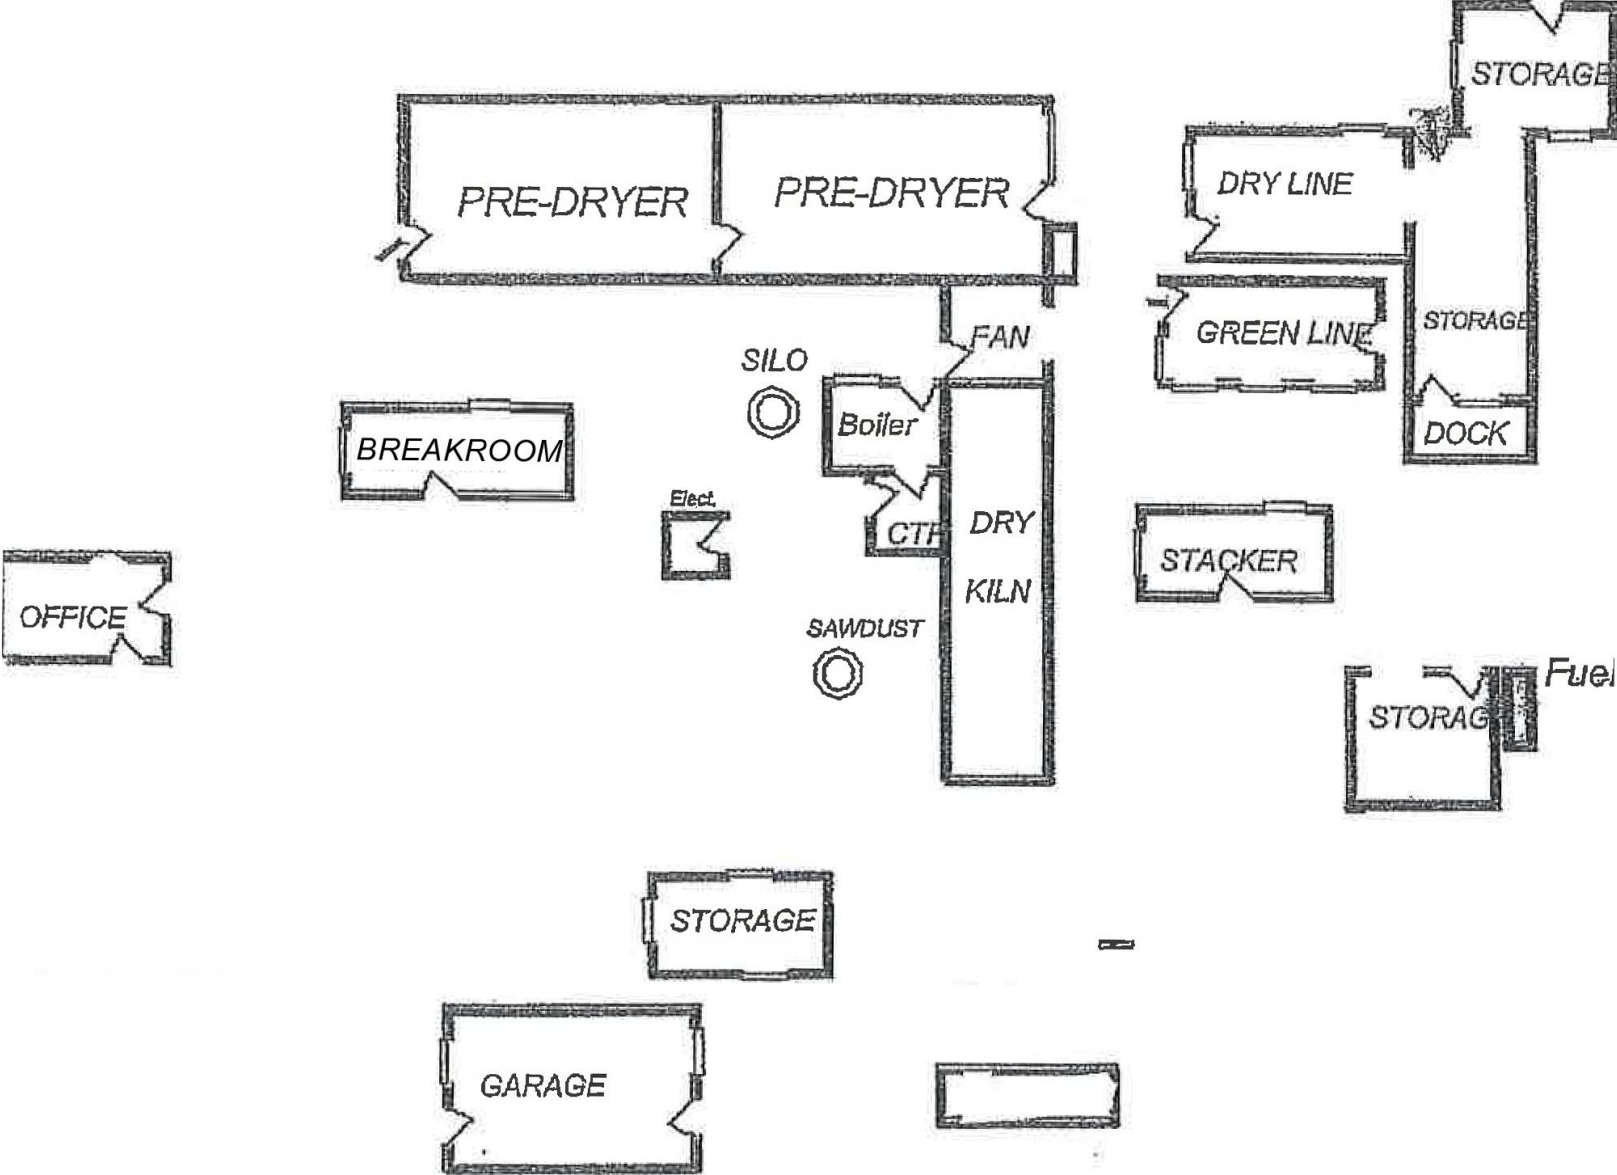 STORAGE
PRE-DRYER
PRE-DRYER
DRY LINE
STORAGE
GREEN LINE
FAN
SILO
Boiler
BREAKROOM
DOCK
Elect.
CTR
DRY
KILN
STACKER
OFFICE
SAWDUST
Fuel
STORAG
STORAGE
GARAGE